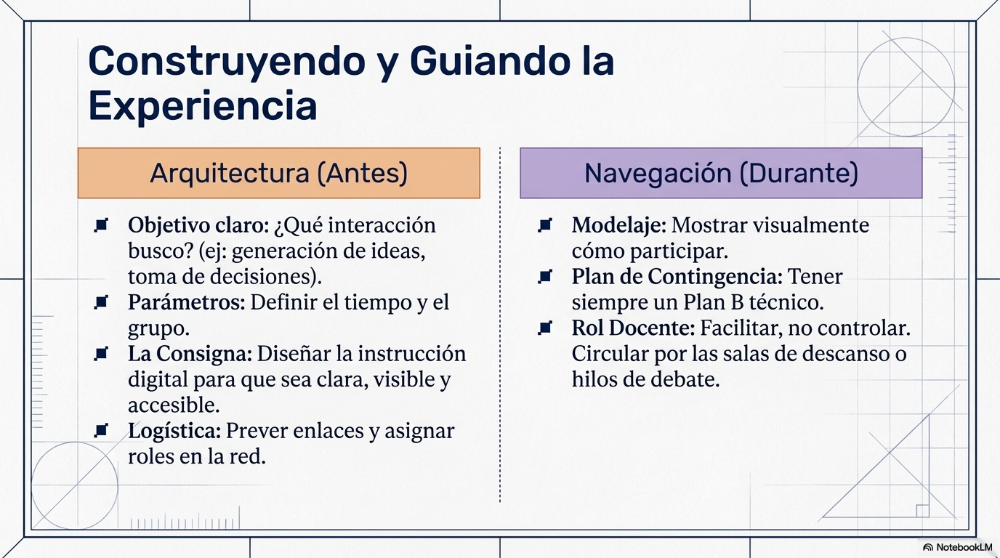 Construyendo y Guiando la
Experiencia
Arquitectura (Antes)
Objetivo claro: ¿Qué interacción
busco? (ej: generación de ideas,
toma de decisiones).
Parámetros: Definir el tiempo y el
grupo.
La Consigna: Diseñar la instrucción
digital para que sea clara, visible y
accesible.
Logística: Prever enlaces y asignar
roles en la red.
Navegación (Durante)
Modelaje: Mostrar visualmente
cómo participar.
Plan de Contingencia: Tener
siempre un Plan B técnico.
Rol Docente: Facilitar, no controlar.
Circular por las salas de descanso o
hilos de debate.
NotebookLM